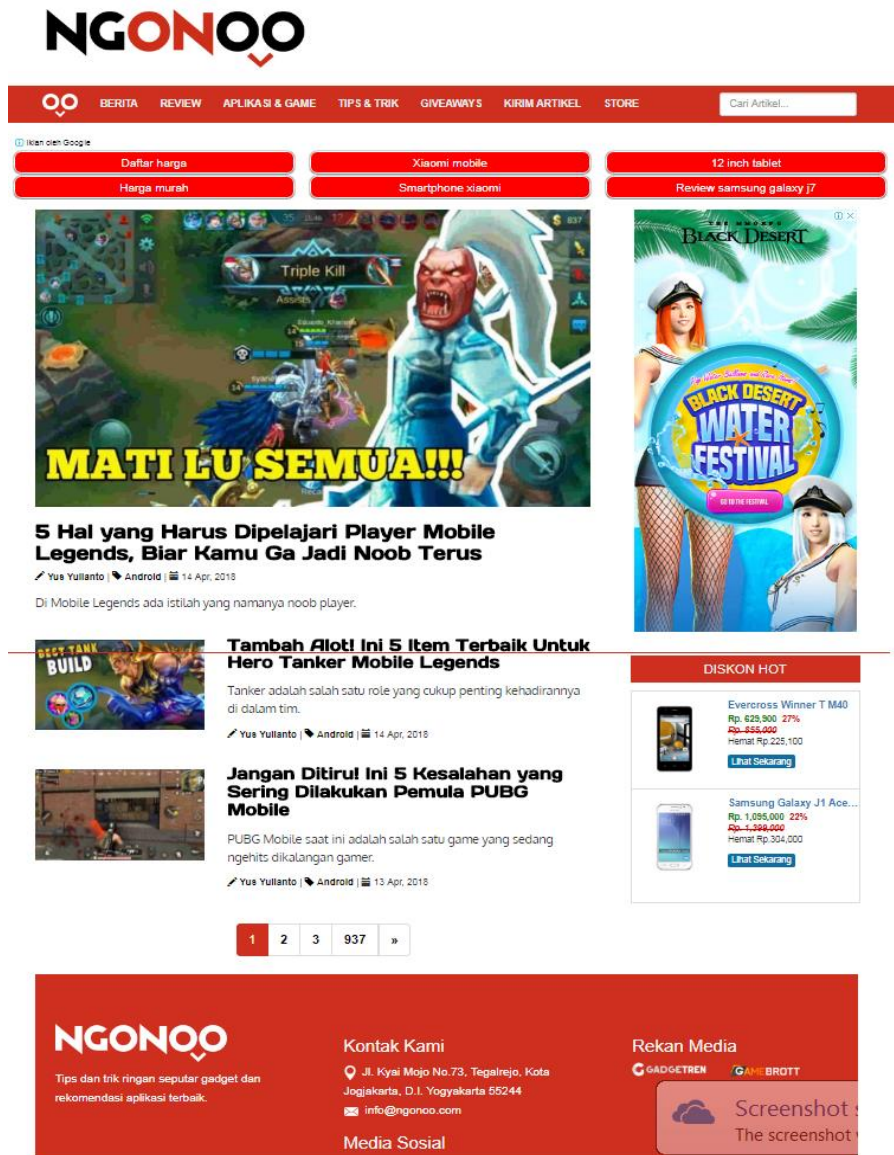 NGONOO
BERITA REVIEW APLIKASI & GAME TIPS & TRIK GIVEAWAYS KIRIM ARTIKEL STORE Cari Artikel...
Iklan oleh Google
Daftar harga Xiaomi mobile 12 inch tablet
Harga murah Smartphone xiaomi Review samsung galaxy j7
Triple Kill
Assists
MATI LU SEMUA!!!
5 Hal yang Harus Dipelajari Player Mobile
Legends, Biar Kamu Ga Jadi Noob Terus
Yus Yulianto | Android | 14 Apr, 2018
Di Mobile Legends ada istilah yang namanya noob player.
BEST TANK
BUILD
Tambah Alot! Ini 5 Item Terbaik Untuk
Hero Tanker Mobile Legends
Tanker adalah salah satu role yang cukup penting kehadirannya
di dalam tim.
Yus Yulianto | Android | 14 Apr, 2018
Jangan Ditiru! Ini 5 Kesalahan yang
Sering Dilakukan Pemula PUBG
Mobile
PUBG Mobile saat ini adalah salah satu game yang sedang
ngehits dikalangan gamer.
Yus Yulianto | Android | 13 Apr, 2018
1 2 3 937 »
BLACK DESERT
BLACK DESERT
WATER
FESTIVAL
GO TO THE FESTIVAL
DISKON HOT
Evercross Winner T M40
Rp. 629,900 27%
Rp. 855,000
Hemat Rp.225,100
Lihat Sekarang
Samsung Galaxy J1 Ace...
Rp. 1,095,000 22%
Rp. 1,399,000
Hemat Rp.304,000
Lihat Sekarang
NGONOO
Tips dan trik ringan seputar gadget dan
rekomendasi aplikasi terbaik.
Kontak Kami
Jl. Kyai Mojo No.73, Tegalrejo, Kota
Jogjakarta, D.I. Yogyakarta 55244
info@ngonoo.com
Media Sosial
Rekan Media
GADGETREN GAMEBROTT
Screenshot
The screenshot